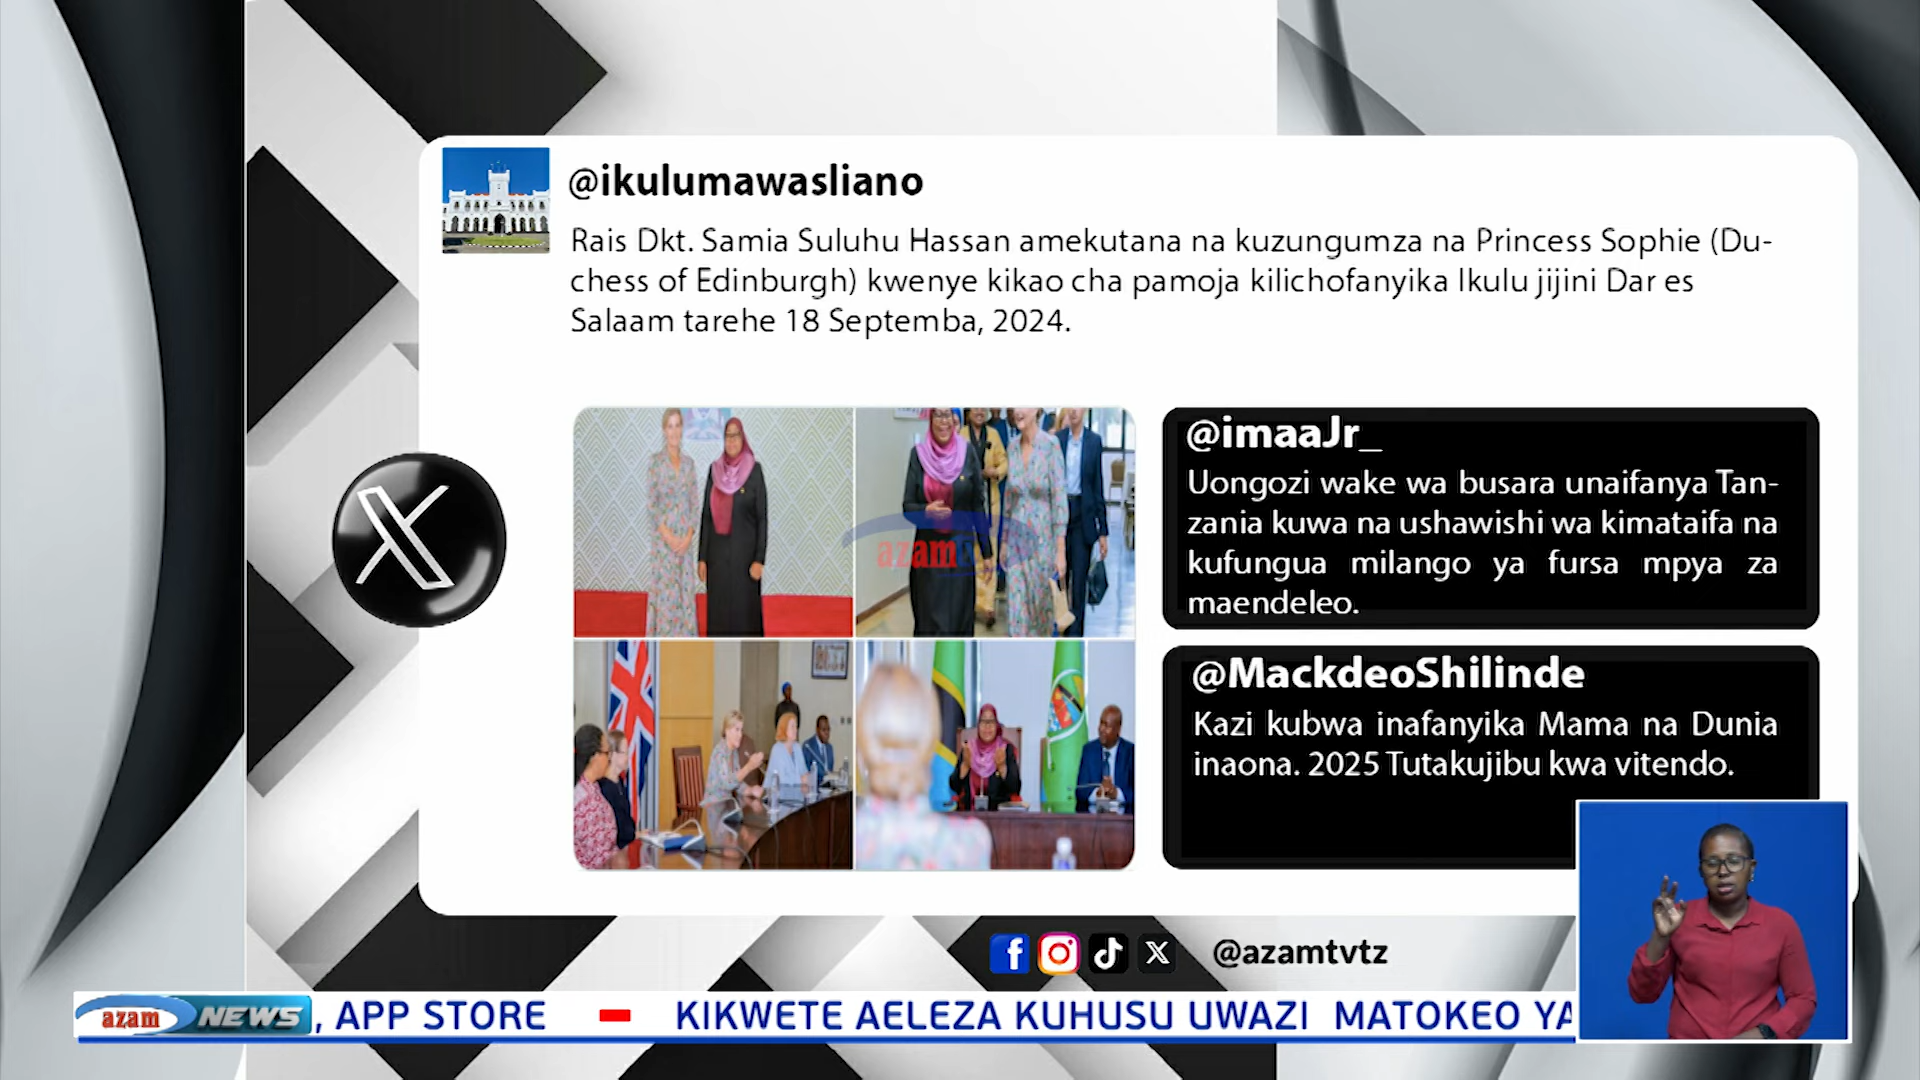 @ikulumawasliano
Rais Dkt. Samia Suluhu Hassan amekutana na kuzungumza na Princess Sophie (Du-
chess of Edinburgh) kwenye kikao cha pamoja kilichofanyika Ikulu jijini Dar es
Salaam tarehe 18 Septemba, 2024.
@imaaJr_
Uongozi wake wa busara unaifanya Tan-
zania kuwa na ushawishi wa kimataifa na
kufungua milango ya fursa mpya za
maendeleo.
@MackdeoShilinde
Kazi kubwa inafanyika Mama na Dunia
inaona. 2025 Tutakujibu kwa vitendo.
azam
@azamtvtz
azam NEWS , APP STORE - KIKWETE AELEZA KUHUSU UWAZI MATOKEO YA